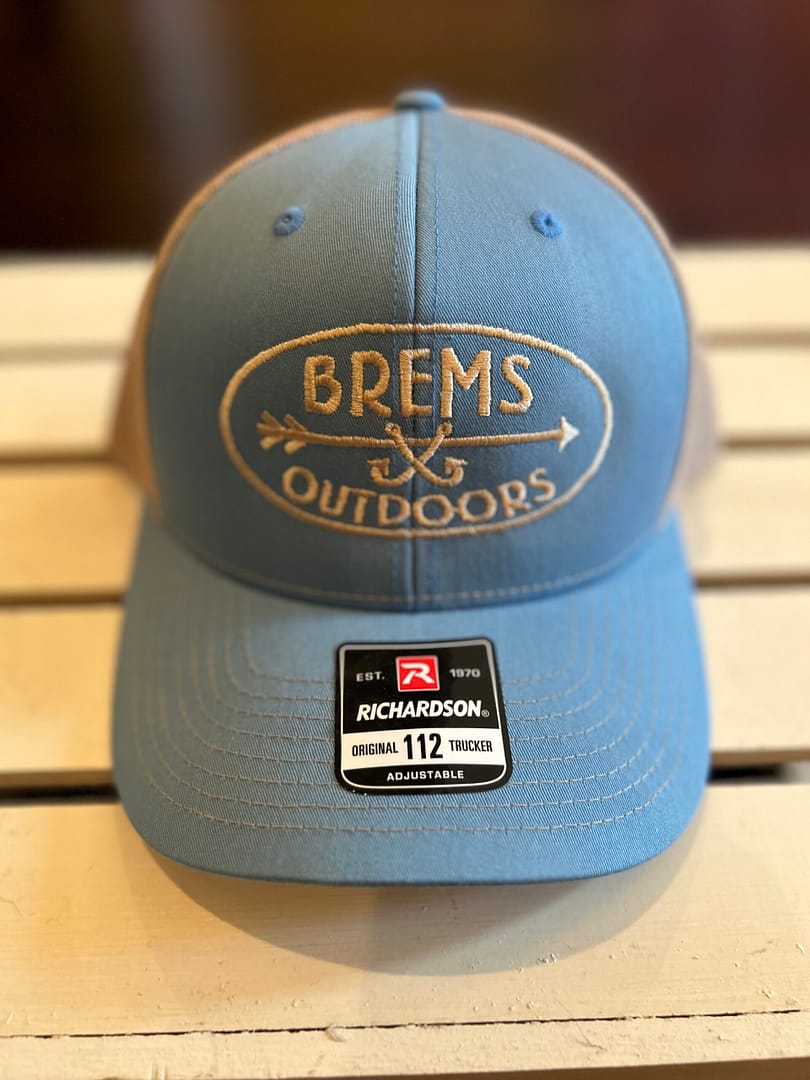 BREMS
OUTDOORS
EST. R 1970
RICHARDSON®
ORIGINAL 112 TRUCKER
ADJUSTABLE